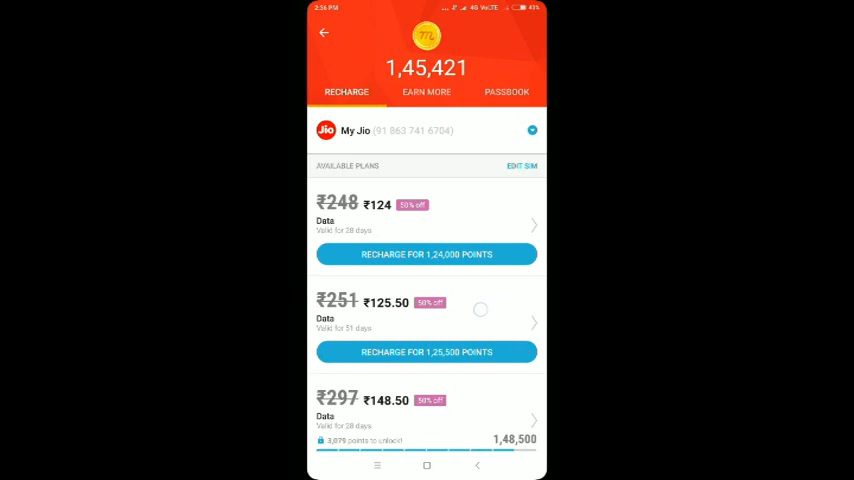 2:36 PM ... 4G VoLTE 43%
m
1,45,421
RECHARGE EARN MORE PASSBOOK
Jio My Jio (91 863 741 6704)
AVAILABLE PLANS EDIT SIM
₹248 ₹124 50% off
Data
Valid for 28 days
RECHARGE FOR 1,24,000 POINTS
₹251 ₹125.50 50% off
Data
Valid for 51 days
RECHARGE FOR 1,25,500 POINTS
₹297 ₹148.50 50% off
Data
Valid for 28 days
3,079 points to unlock! 1,48,500